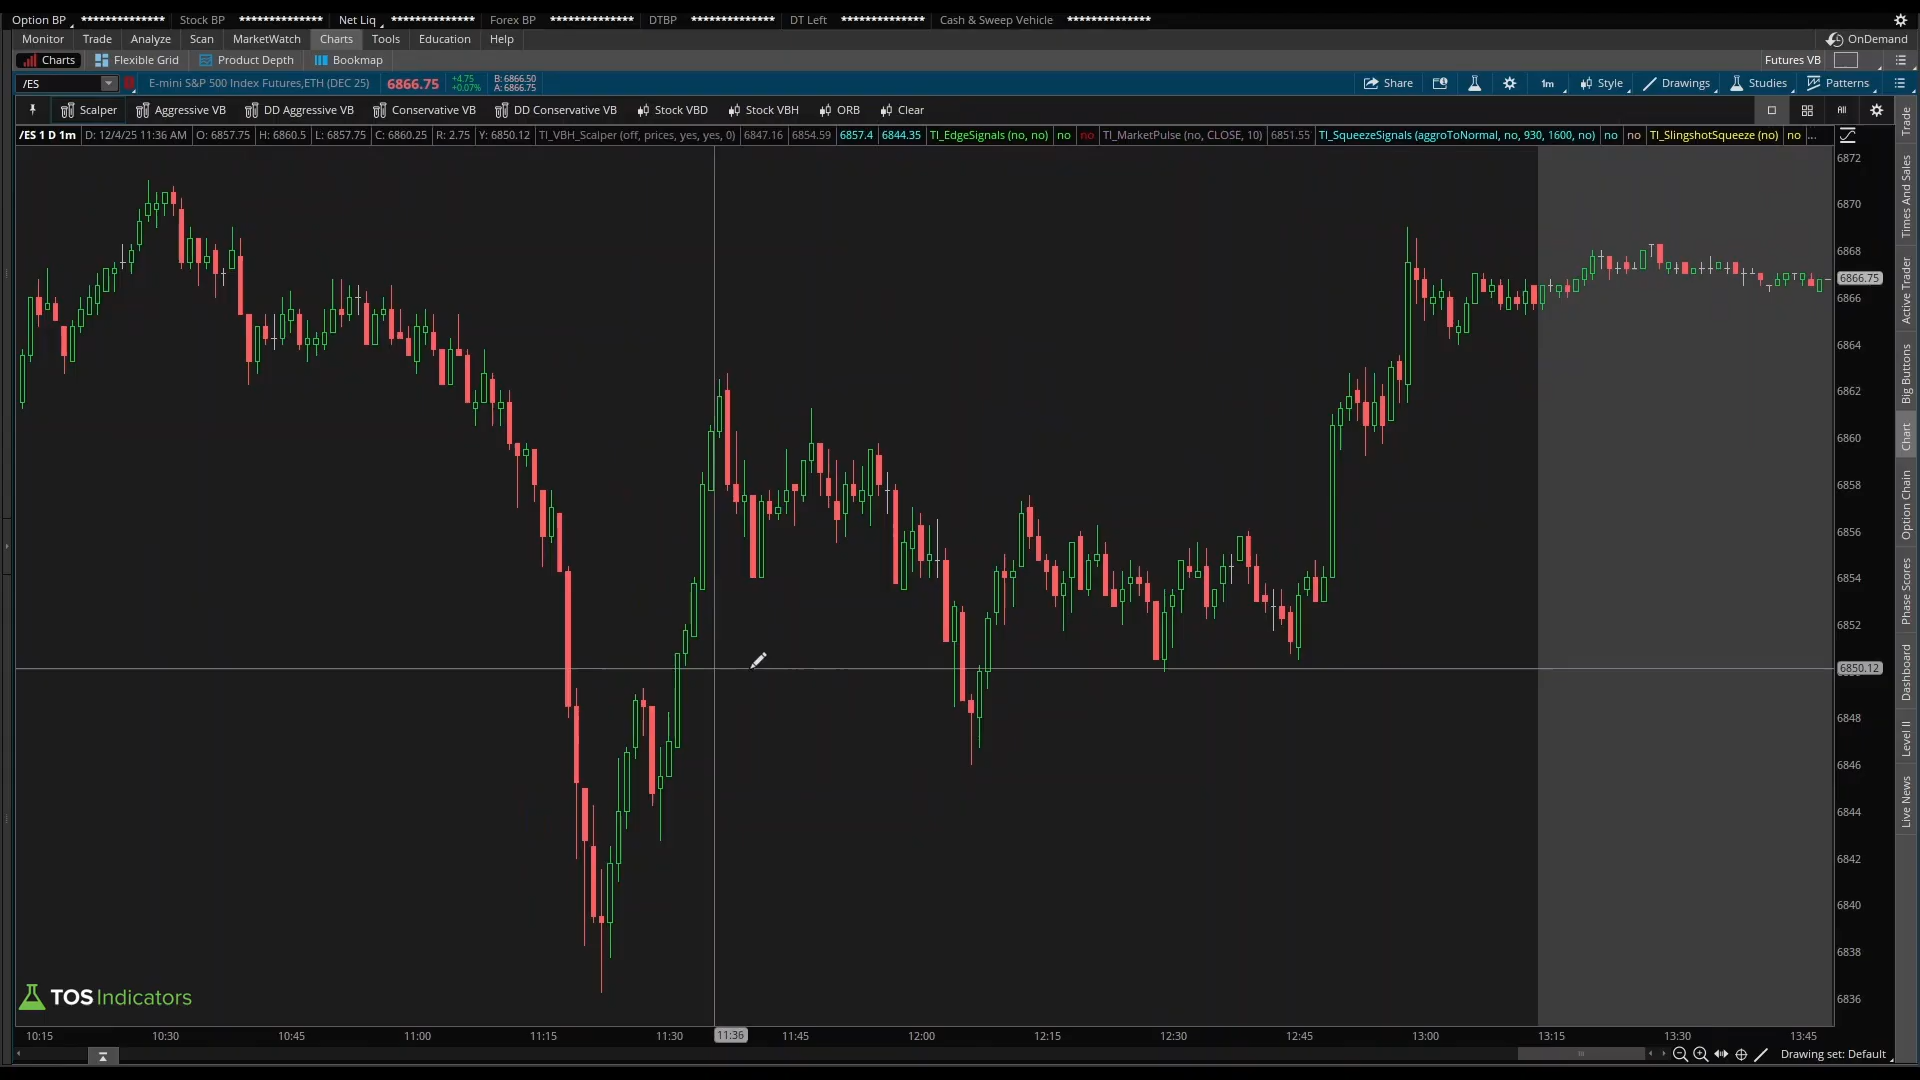 Option BP ************** Stock BP ************** Net Liq ************** Forex BP ************** DTBP ************** DT Left ************** Cash & Sweep Vehicle **************
Monitor Trade Analyze Scan MarketWatch Charts Tools Education Help OnDemand
Charts Flexible Grid Product Depth Bookmap Futures VB
/ES E-mini S&P 500 Index Futures,ETH (DEC 25) 6866.75 +4.75 +0.07% B: 6866.50 A: 6866.75 Share 1m Style Drawings Studies Patterns
Scalper Aggressive VB DD Aggressive VB Conservative VB DD Conservative VB Stock VBD Stock VBH ORB Clear All
/ES 1 D 1m D: 12/4/25 11:36 AM O: 6857.75 H: 6860.5 L: 6857.75 C: 6860.25 R: 2.75 Y: 6850.12 TI_VBH_Scalper (off, prices, yes, yes, 0) 6847.16 6854.59 6857.4 6844.35 TI_EdgeSignals (no, no) no no TI_MarketPulse (no, CLOSE, 10) 6851.55 TI_SqueezeSignals (aggroToNormal, no, 930, 1600, no) no no TI_SlingshotSqueeze (no) no ...
6872
6870
6868
6866.75
6866
6864
6862
6860
6858
6856
6854
6852
6850.12
6848
6846
6844
6842
6840
6838
6836
Trade
Times And Sales
Active Trader
Big Buttons
Chart
Option Chain
Phase Scores
Dashboard
Level II
Live News
TOS Indicators
10:15 10:30 10:45 11:00 11:15 11:30 11:36 11:45 12:00 12:15 12:30 12:45 13:00 13:15 13:30 13:45
Drawing set: Default